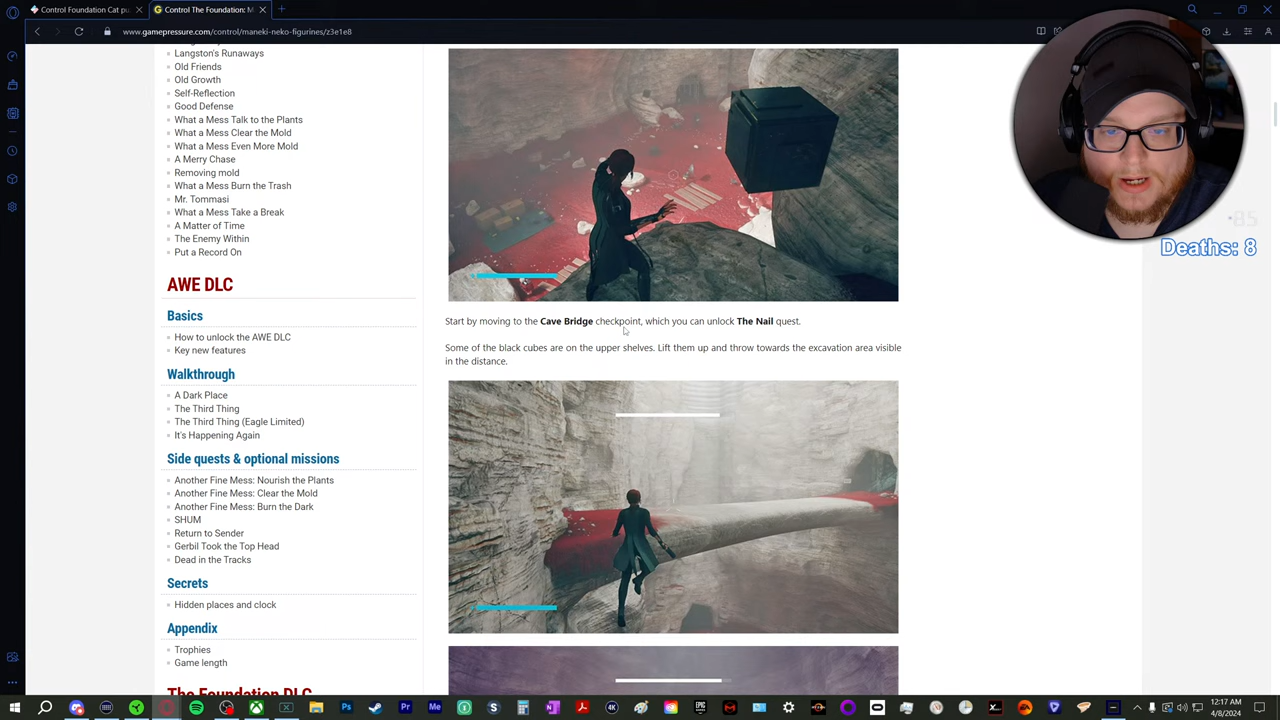 Control Foundation Cat pu
Control The Foundation: M
www.gamepressure.com/control/maneki-neko-figurines/z3e1e8
Langston's Runaways
Old Friends
Old Growth
Self-Reflection
Good Defense
What a Mess Talk to the Plants
What a Mess Clear the Mold
What a Mess Even More Mold
A Merry Chase
Removing mold
What a Mess Burn the Trash
Mr. Tommasi
What a Mess Take a Break
A Matter of Time
The Enemy Within
Put a Record On
AWE DLC
Basics
How to unlock the AWE DLC
Key new features
Walkthrough
A Dark Place
The Third Thing
The Third Thing (Eagle Limited)
It's Happening Again
Side quests & optional missions
Another Fine Mess: Nourish the Plants
Another Fine Mess: Clear the Mold
Another Fine Mess: Burn the Dark
SHUM
Return to Sender
Gerbil Took the Top Head
Dead in the Tracks
Secrets
Hidden places and clock
Appendix
Trophies
Game length
The Foundation DLC
Start by moving to the Cave Bridge checkpoint, which you can unlock The Nail quest.
Some of the black cubes are on the upper shelves. Lift them up and throw towards the excavation area visible
in the distance.
85
Deaths: 8
12:17 AM
4/8/2024